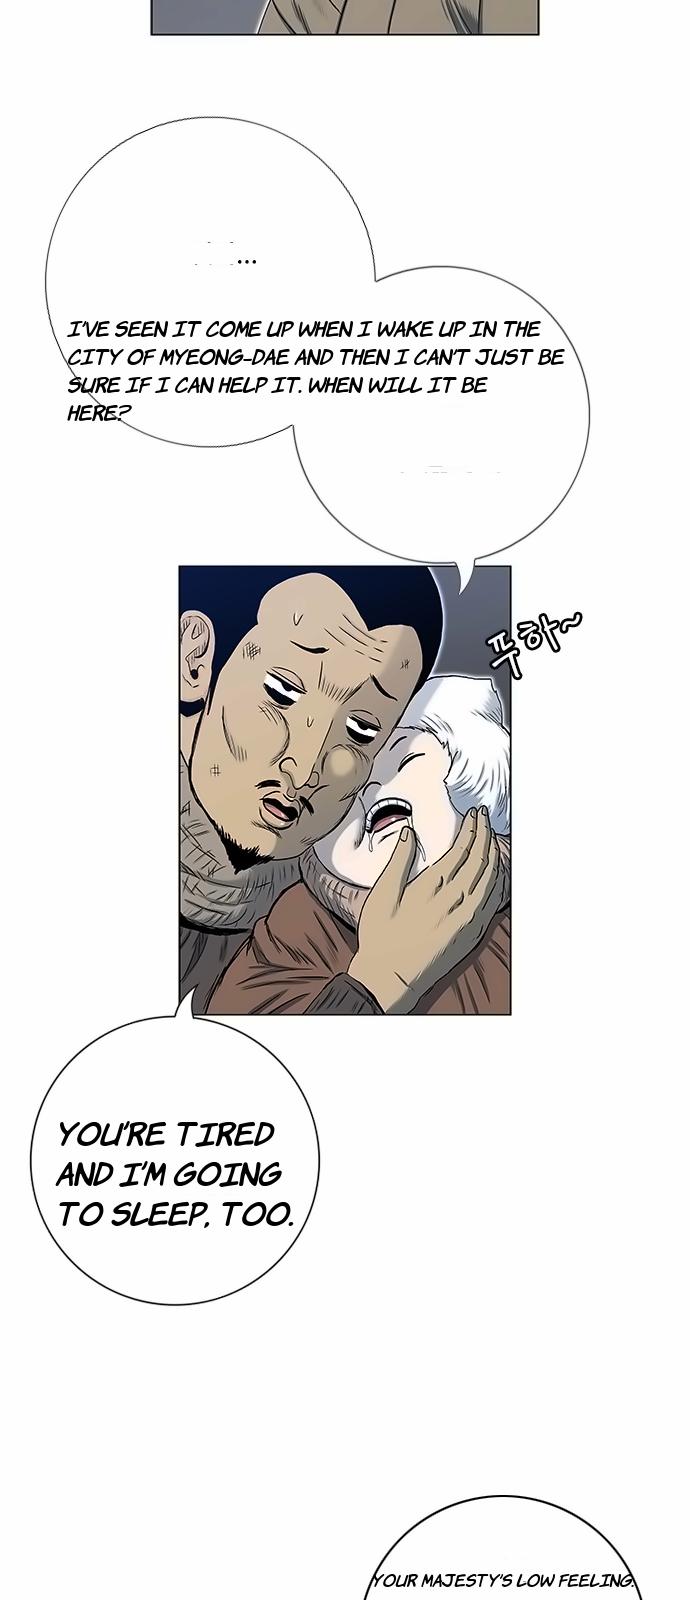 ...
I'VE SEEN IT COME UP WHEN I WAKE UP IN THE
CITY OF MYEONG-DAE AND THEN I CAN'T JUST BE
SURE IF I CAN HELP IT. WHEN WILL IT BE
HERE?
푸하~
YOU'RE TIRED
AND I'M GOING
TO SLEEP, TOO.
YOUR MAJESTY'S LOW FEELING.